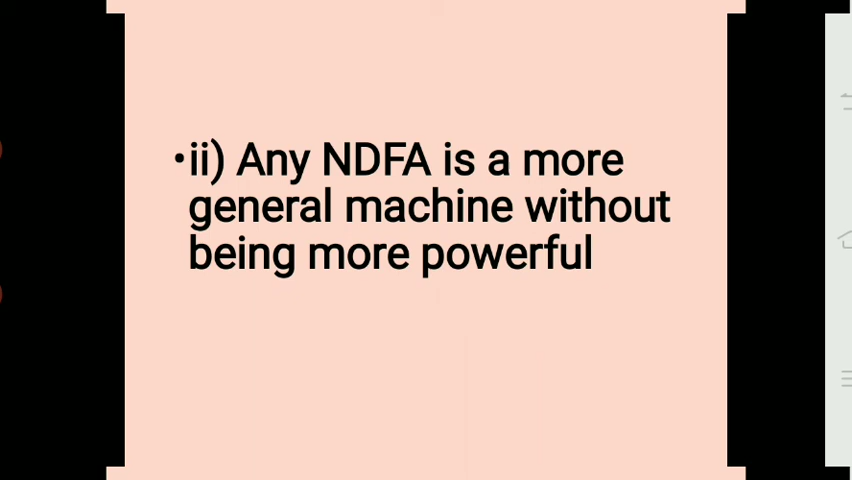 •ii) Any NDFA is a more
general machine without
being more powerful